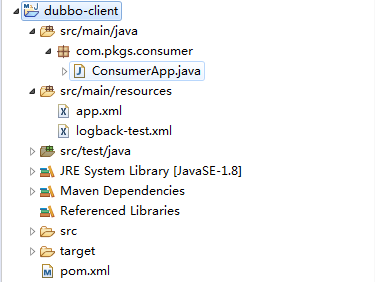 dubbo-client
src/main/java
com.pkgs.consumer
ConsumerApp.java
src/main/resources
app.xml
logback-test.xml
src/test/java
JRE System Library [JavaSE-1.8]
Maven Dependencies
Referenced Libraries
src
target
pom.xml